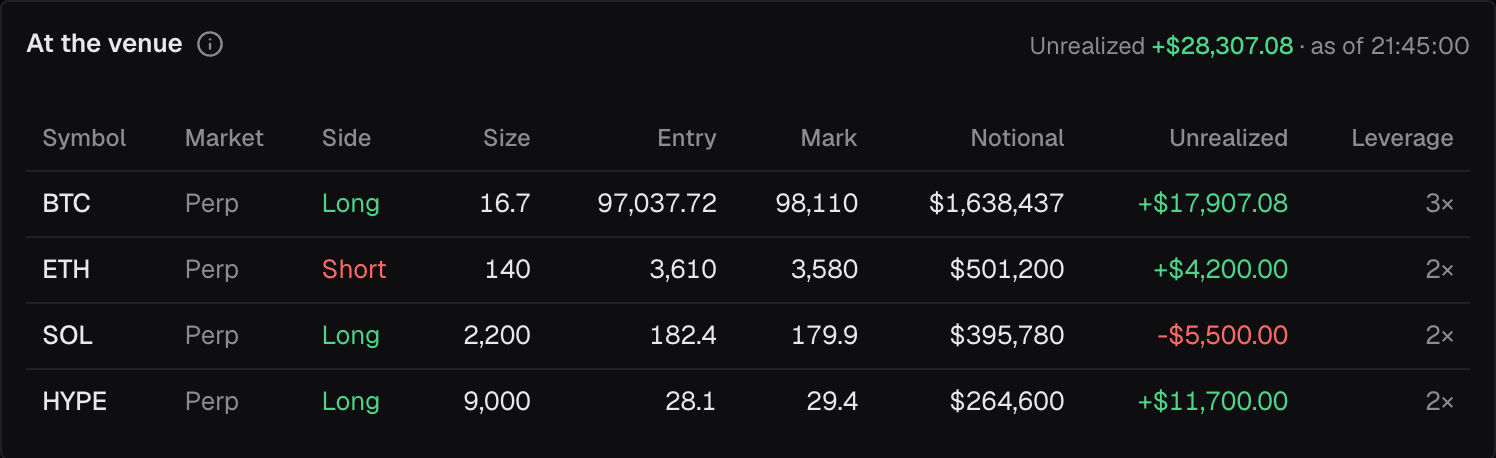 At the venue
Unrealized +$28,307.08 · as of 21:45:00
Symbol Market Side Size Entry Mark Notional Unrealized Leverage
BTC Perp Long 16.7 97,037.72 98,110 $1,638,437 +$17,907.08 3×
ETH Perp Short 140 3,610 3,580 $501,200 +$4,200.00 2×
SOL Perp Long 2,200 182.4 179.9 $395,780 -$5,500.00 2×
HYPE Perp Long 9,000 28.1 29.4 $264,600 +$11,700.00 2×